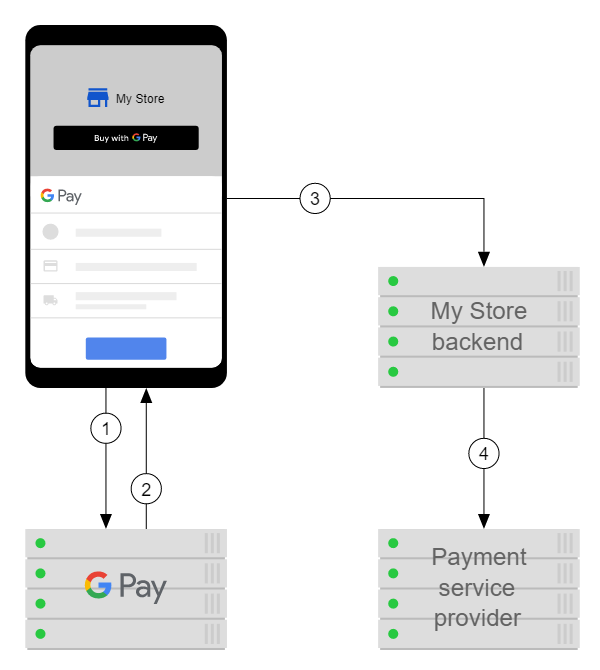 My Store
Buy with G Pay
G Pay
3
My Store
backend
1
4
2
G Pay
Payment
service
provider